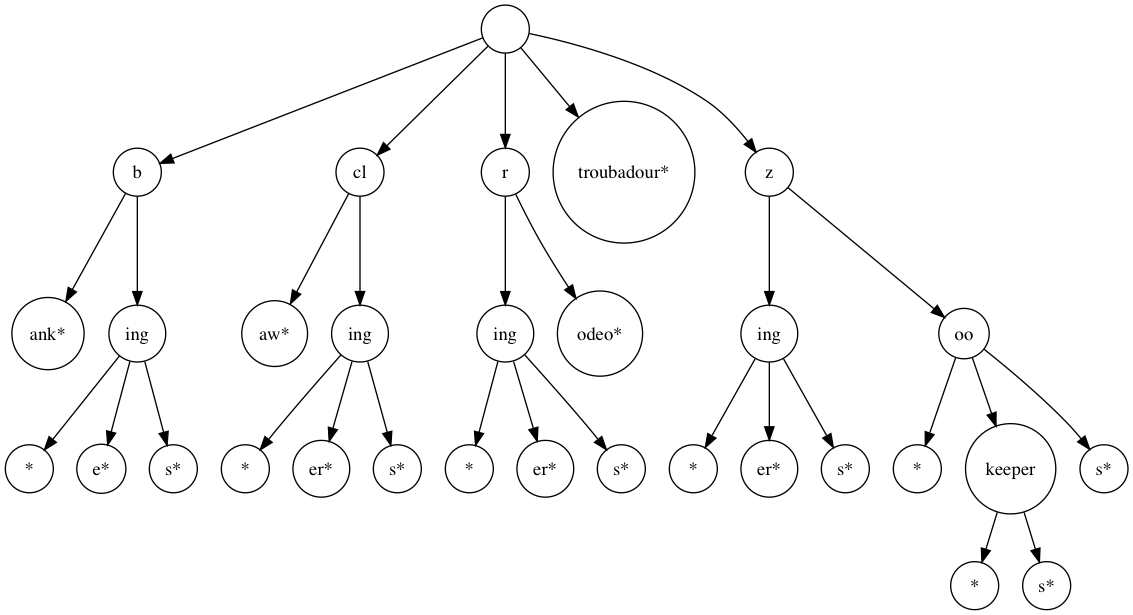 b
cl
r
troubadour*
z
ank*
ing
aw*
ing
ing
odeo*
ing
oo
*
e*
s*
*
er*
s*
*
er*
s*
*
er*
s*
*
keeper
s*
*
s*